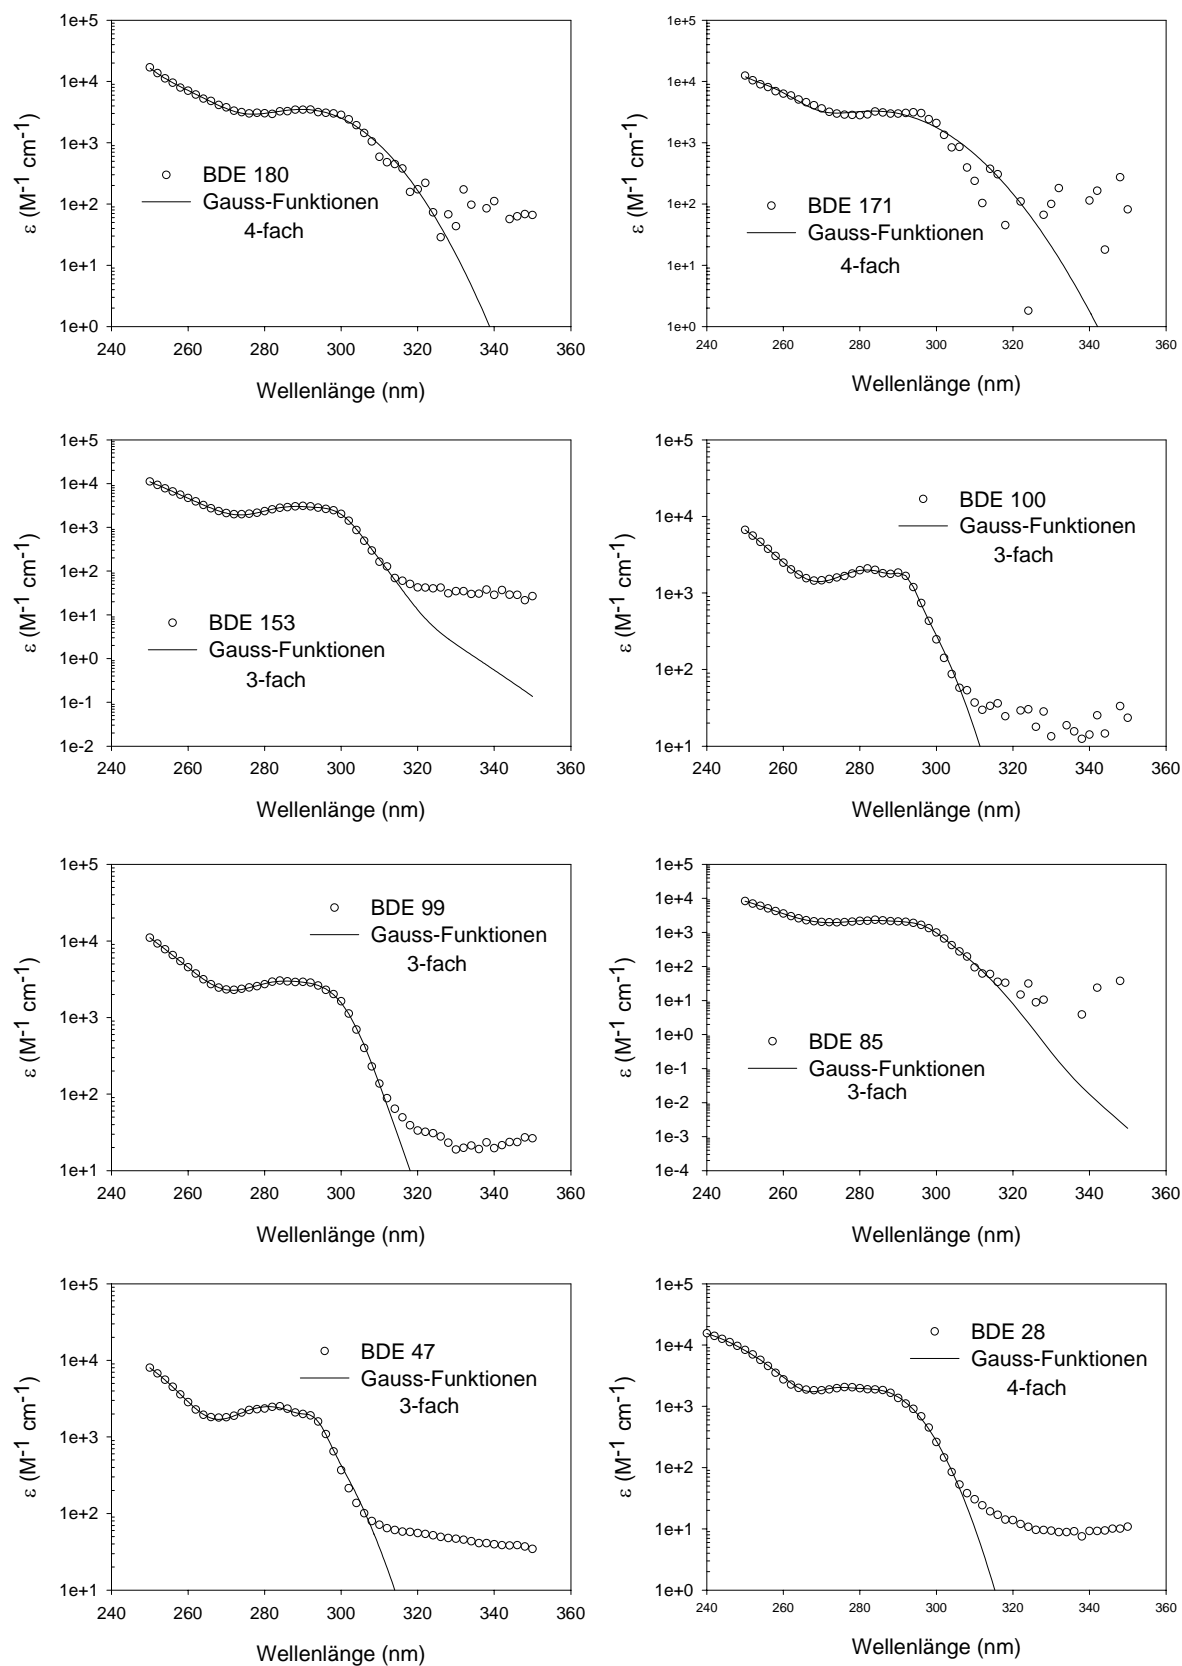 1e+5
1e+4
1e+3
1e+2
1e+1
1e+0
ε (M-1 cm-1)
BDE 180
Gauss-Funktionen
4-fach
240 260 280 300 320 340 360
Wellenlänge (nm)
1e+5
1e+4
1e+3
1e+2
1e+1
1e+0
ε (M-1 cm-1)
BDE 171
Gauss-Funktionen
4-fach
240 260 280 300 320 340 360
Wellenlänge (nm)
1e+5
1e+4
1e+3
1e+2
1e+1
1e+0
1e-1
1e-2
ε (M-1 cm-1)
BDE 153
Gauss-Funktionen
3-fach
240 260 280 300 320 340 360
Wellenlänge (nm)
1e+5
1e+4
1e+3
1e+2
1e+1
ε (M-1 cm-1)
BDE 100
Gauss-Funktionen
3-fach
240 260 280 300 320 340 360
Wellenlänge (nm)
1e+5
1e+4
1e+3
1e+2
1e+1
ε (M-1 cm-1)
BDE 99
Gauss-Funktionen
3-fach
240 260 280 300 320 340 360
Wellenlänge (nm)
1e+5
1e+4
1e+3
1e+2
1e+1
1e+0
1e-1
1e-2
1e-3
1e-4
ε (M-1 cm-1)
BDE 85
Gauss-Funktionen
3-fach
240 260 280 300 320 340 360
Wellenlänge (nm)
1e+5
1e+4
1e+3
1e+2
1e+1
ε (M-1 cm-1)
BDE 47
Gauss-Funktionen
3-fach
240 260 280 300 320 340 360
Wellenlänge (nm)
1e+5
1e+4
1e+3
1e+2
1e+1
1e+0
ε (M-1 cm-1)
BDE 28
Gauss-Funktionen
4-fach
240 260 280 300 320 340 360
Wellenlänge (nm)